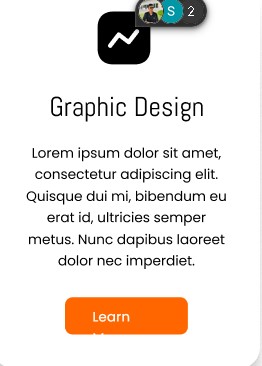 S 2
Graphic Design
Lorem ipsum dolor sit amet,
consectetur adipiscing elit.
Quisque dui mi, bibendum eu
erat id, ultricies semper
metus. Nunc dapibus laoreet
dolor nec imperdiet.
Learn